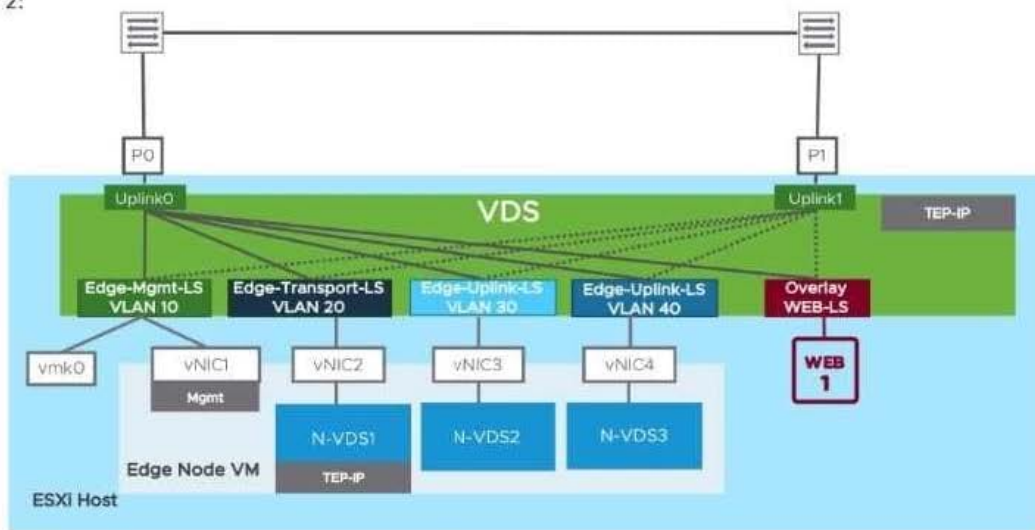 2:
P0
P1
Uplink0
VDS
Uplink1
TEP-IP
Edge-Mgmt-LS
VLAN 10
Edge-Transport-LS
VLAN 20
Edge-Uplink-LS
VLAN 30
Edge-Uplink-LS
VLAN 40
Overlay
WEB-LS
vmk0
vNIC1
Mgmt
vNIC2
vNIC3
vNIC4
WEB
1
N-VDS1
TEP-IP
N-VDS2
N-VDS3
Edge Node VM
ESXi Host